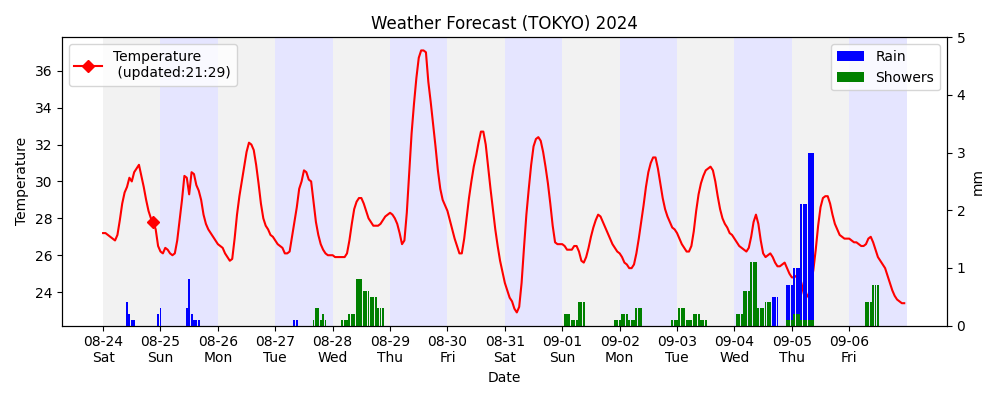 Weather Forecast (TOKYO) 2024
Temperature
(updated:21:29)
Rain
Showers
Temperature
36
34
32
30
28
26
24
5
4
3
2
1
0
mm
08-24 08-25 08-26 08-27 08-28 08-29 08-30 08-31 09-01 09-02 09-03 09-04 09-05 09-06
Sat Sun Mon Tue Wed Thu Fri Sat Sun Mon Tue Wed Thu Fri
Date